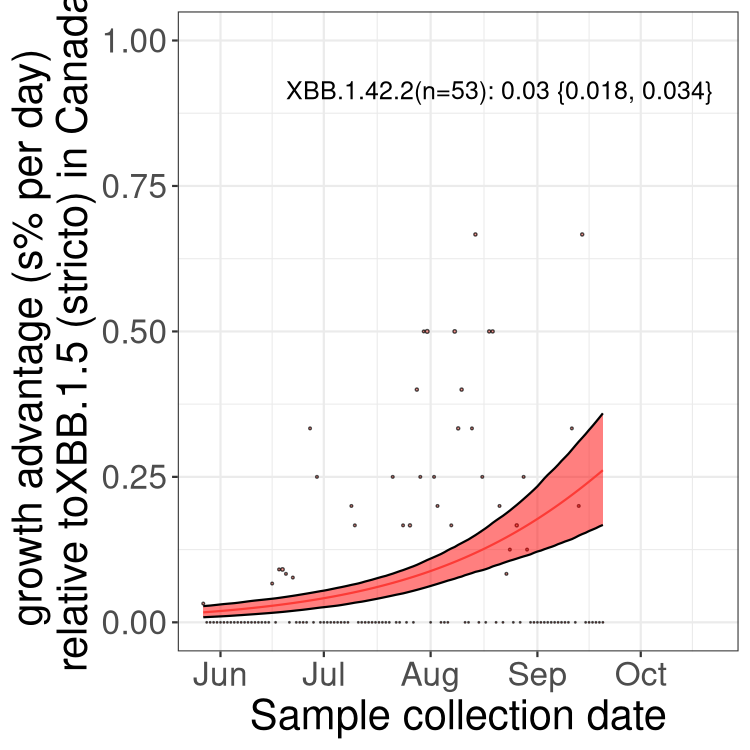 growth advantage (s% per day)
relative toXBB.1.5 (stricto) in Canada
1.00
0.75
0.50
0.25
0.00
XBB.1.42.2(n=53): 0.03 {0.018, 0.034}
Jun Jul Aug Sep Oct
Sample collection date